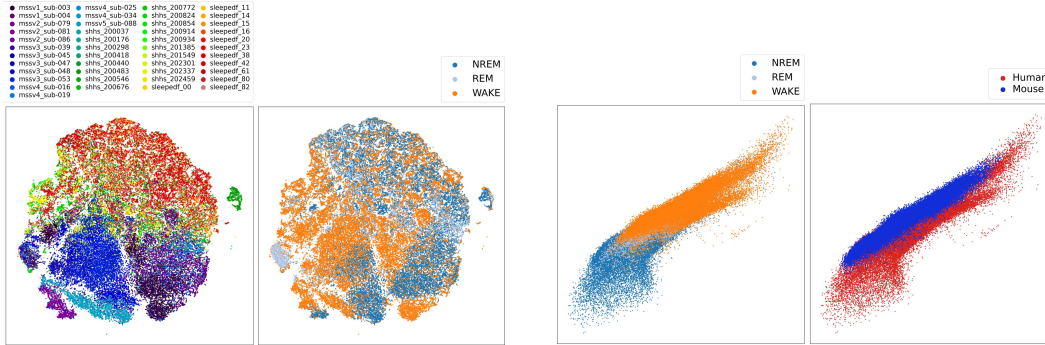 mssv1_sub-003 mssv4_sub-025 shhs_200772 sleepedf_11
mssv1_sub-004 mssv4_sub-034 shhs_200824 sleepedf_14
mssv2_sub-079 mssv5_sub-088 shhs_200854 sleepedf_15
mssv2_sub-081 shhs_200037 shhs_200914 sleepedf_16
mssv2_sub-086 shhs_200176 shhs_200934 sleepedf_20
mssv3_sub-039 shhs_200298 shhs_201385 sleepedf_23
mssv3_sub-045 shhs_200418 shhs_201549 sleepedf_38
mssv3_sub-047 shhs_200440 shhs_202301 sleepedf_42
mssv3_sub-048 shhs_200483 shhs_202337 sleepedf_61
mssv3_sub-053 shhs_200546 shhs_202459 sleepedf_80
mssv4_sub-016 shhs_200676 sleepedf_00 sleepedf_82
mssv4_sub-019
NREM
REM
WAKE
NREM
REM
WAKE
Human
Mouse